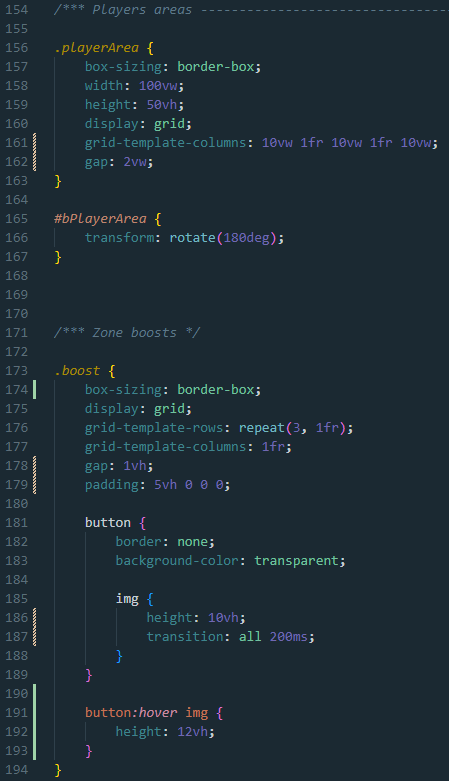 154 /*** Players areas --------------------------------
155
156 .playerArea {
157     box-sizing: border-box;
158     width: 100vw;
159     height: 50vh;
160     display: grid;
161     grid-template-columns: 10vw 1fr 10vw 1fr 10vw;
162     gap: 2vw;
163 }
164
165 #bPlayerArea {
166     transform: rotate(180deg);
167 }
168
169
170
171 /*** Zone boosts */
172
173 .boost {
174     box-sizing: border-box;
175     display: grid;
176     grid-template-rows: repeat(3, 1fr);
177     grid-template-columns: 1fr;
178     gap: 1vh;
179     padding: 5vh 0 0 0;
180
181     button {
182         border: none;
183         background-color: transparent;
184
185         img {
186             height: 10vh;
187             transition: all 200ms;
188         }
189     }
190
191     button:hover img {
192         height: 12vh;
193     }
194 }